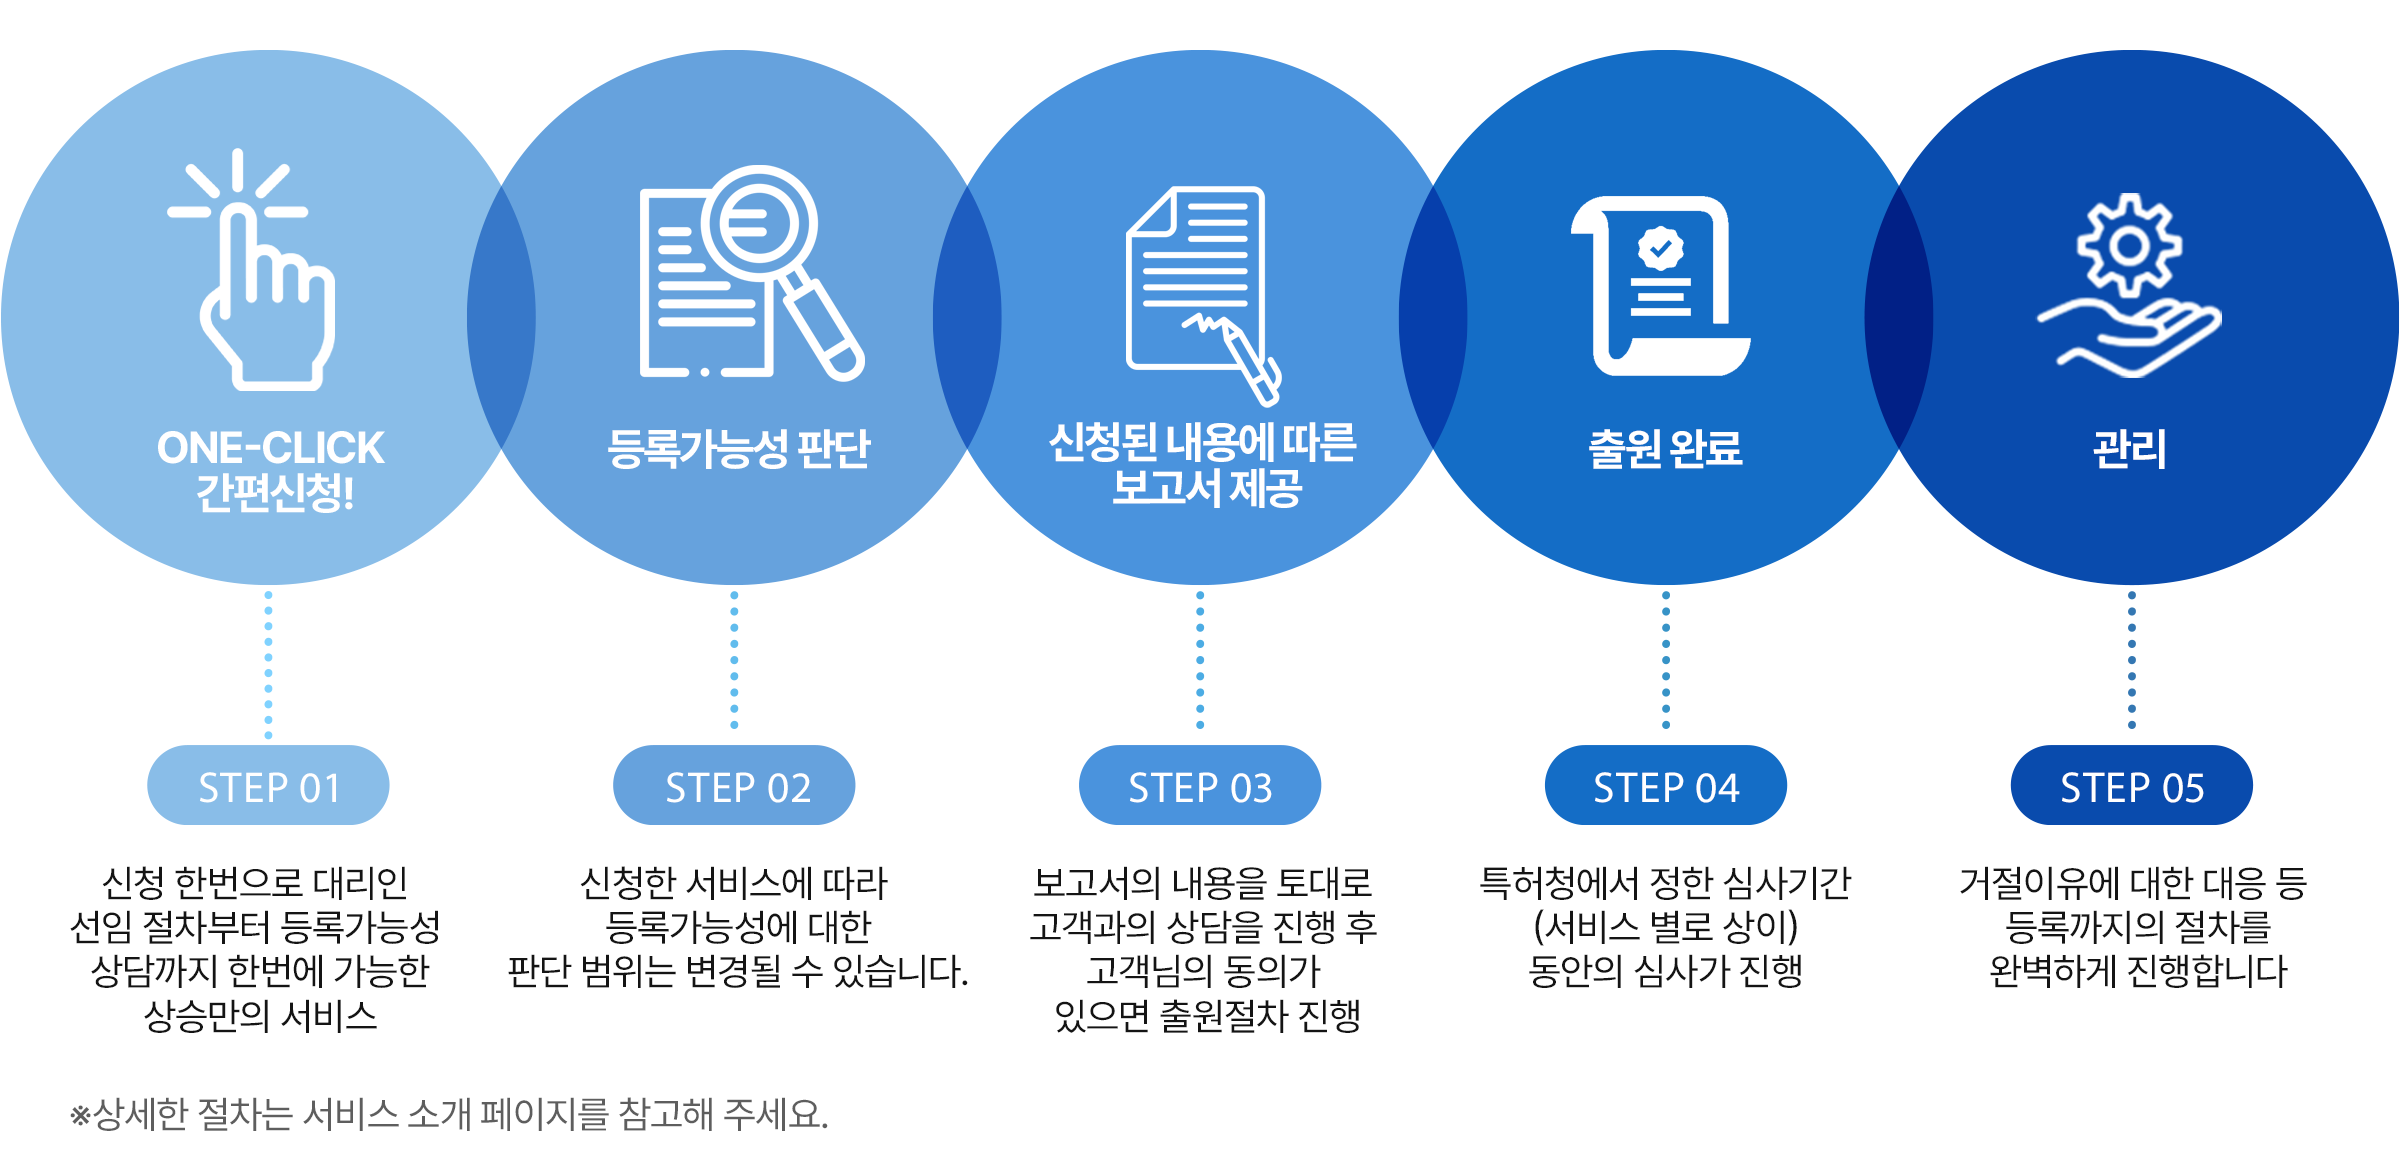 ONE-CLICK
간편신청!
등록가능성 판단
신청된 내용에 따른
보고서 제공
출원 완료
관리
STEP 01
신청 한번으로 대리인
선임 절차부터 등록가능성
상담까지 한번에 가능한
상승만의 서비스
STEP 02
신청한 서비스에 따라
등록가능성에 대한
판단 범위는 변경될 수 있습니다.
STEP 03
보고서의 내용을 토대로
고객과의 상담을 진행 후
고객님의 동의가
있으면 출원절차 진행
STEP 04
특허청에서 정한 심사기간
(서비스 별로 상이)
동안의 심사가 진행
STEP 05
거절이유에 대한 대응 등
등록까지의 절차를
완벽하게 진행합니다
※상세한 절차는 서비스 소개 페이지를 참고해 주세요.